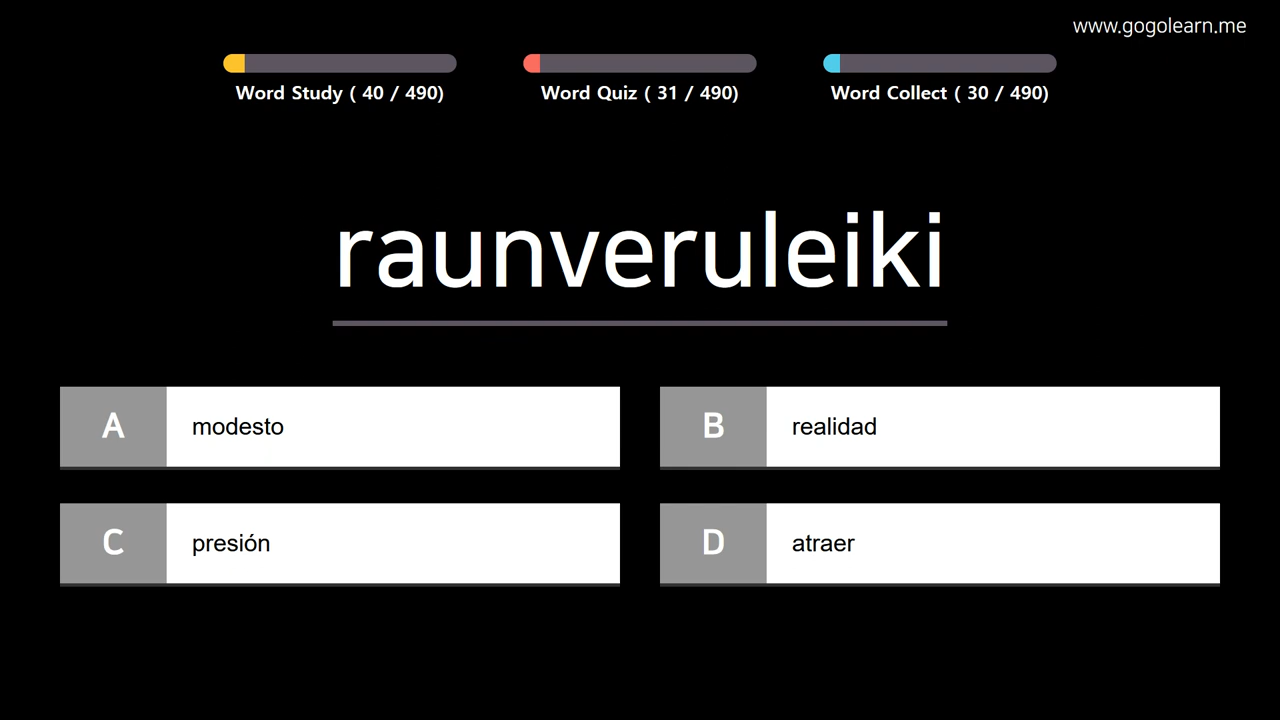 www.gogolearn.me
Word Study ( 40 / 490)
Word Quiz ( 31 / 490)
Word Collect ( 30 / 490)
raunveruleiki
A modesto
B realidad
C presión
D atraer